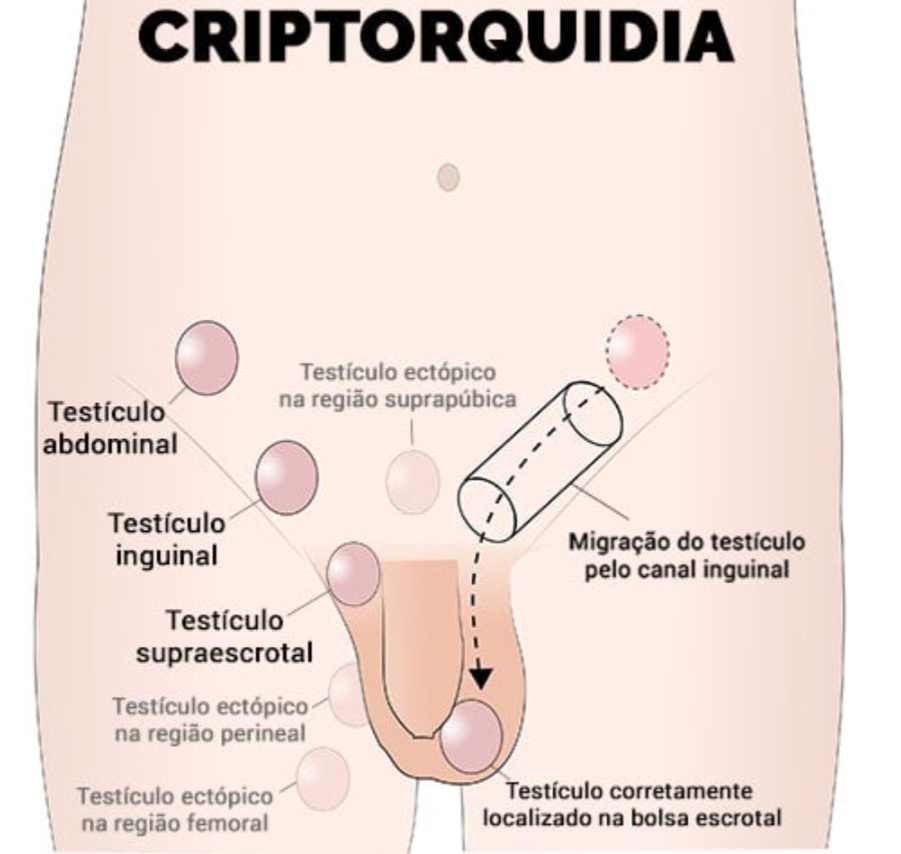 CRIPTORQUIDIA
Testículo ectópico
na região suprapúbica
Testículo
abdominal
Testículo
inguinal
Migração do testículo
pelo canal inguinal
Testículo
supraescrotal
Testículo ectópico
na região perineal
Testículo ectópico
na região femoral
Testículo corretamente
localizado na bolsa escrotal